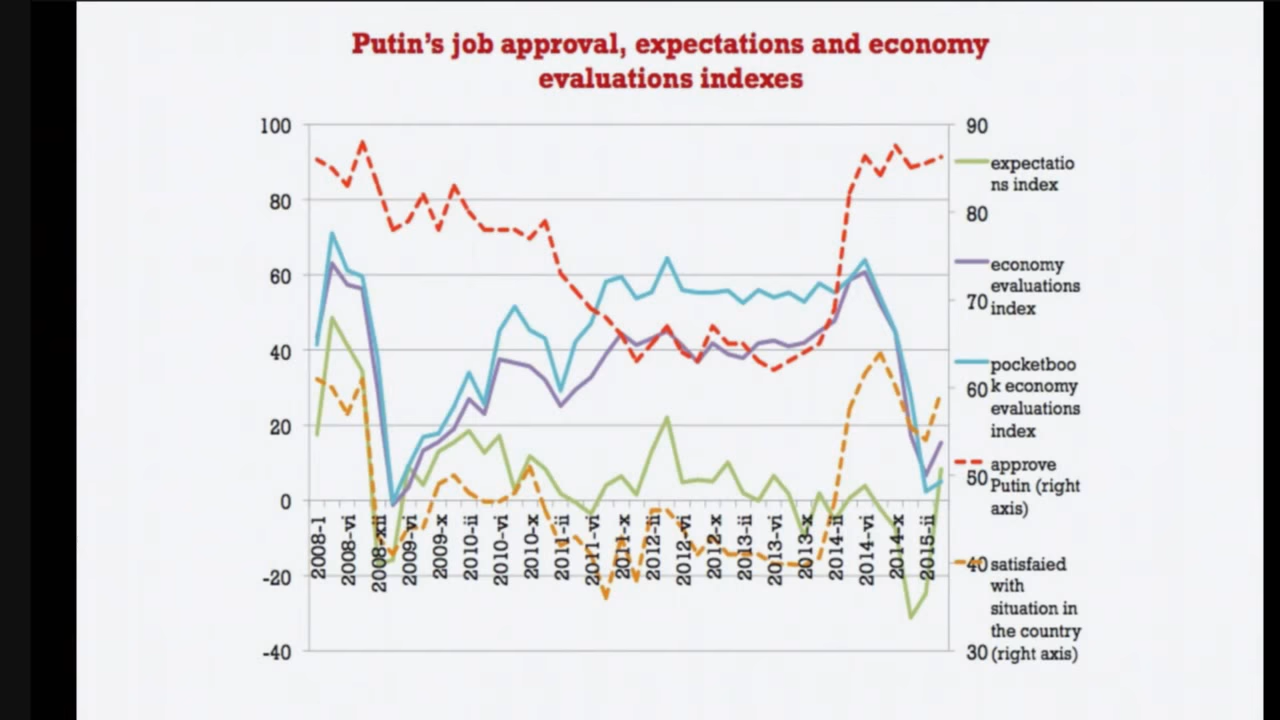 Putin's job approval, expectations and economy
evaluations indexes
100
80
60
40
20
0
-20
-40
90
80
70
60
50
40
30
2008-1
2008-vi
2008-xii
2009-vi
2009-x
2010-ii
2010-vi
2010-x
2011-ii
2011-vi
2011-x
2012-ii
2012-vi
2012-x
2013-ii
2013-vi
2013-x
2014-ii
2014-vi
2014-x
2015-ii
expectatio
ns index
economy
evaluations
index
pocketboo
k economy
evaluations
index
approve
Putin (right
axis)
satisfaied
with
situation in
the country
(right axis)